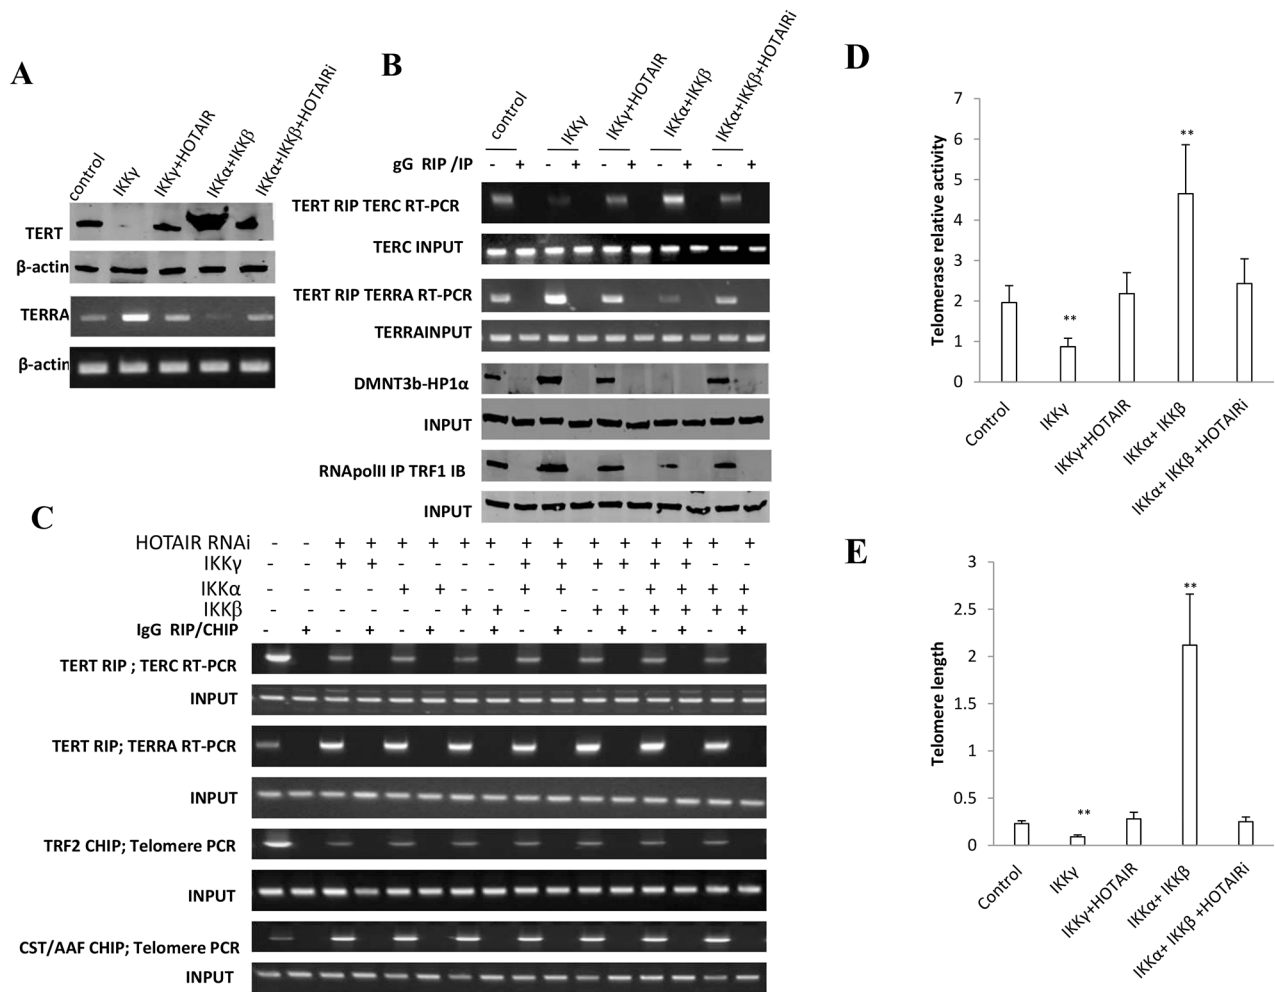 A
control
IKKγ
IKKγ+HOTAIR
IKKα+IKKβ
IKKα+IKKβ+HOTAIRi
TERT
β-actin
TERRA
β-actin
B
control
IKKγ
IKKγ+HOTAIR
IKKα+IKKβ
IKKα+IKKβ+HOTAIRi
- + - + - + - + - +
gG RIP /IP
TERT RIP TERC RT-PCR
TERC INPUT
TERT RIP TERRA RT-PCR
TERRAINPUT
DMNT3b-HP1α
INPUT
RNApolII IP TRF1 IB
INPUT
C
HOTAIR RNAi - - + + + + + + + + + + + + + +
IKKγ - - + + - - - - + + + + + + - -
IKKα - - - - + + - - + + - - + + + +
IKKβ - - - - - - + + - - + + + + + +
IgG RIP/CHIP - + - + - + - + - + - + - + - +
TERT RIP ; TERC RT-PCR
INPUT
TERT RIP; TERRA RT-PCR
INPUT
TRF2 CHIP; Telomere PCR
INPUT
CST/AAF CHIP; Telomere PCR
INPUT
D
Telomerase relative activity
7
6
5
4
3
2
1
0
**
**
Control
IKKγ
IKKγ+HOTAIR
IKKα+ IKKβ
IKKα+ IKKβ +HOTAIRi
E
Telomere length
3
2.5
2
1.5
1
0.5
0
**
**
Control
IKKγ
IKKγ+HOTAIR
IKKα+ IKKβ
IKKα+ IKKβ +HOTAIRi